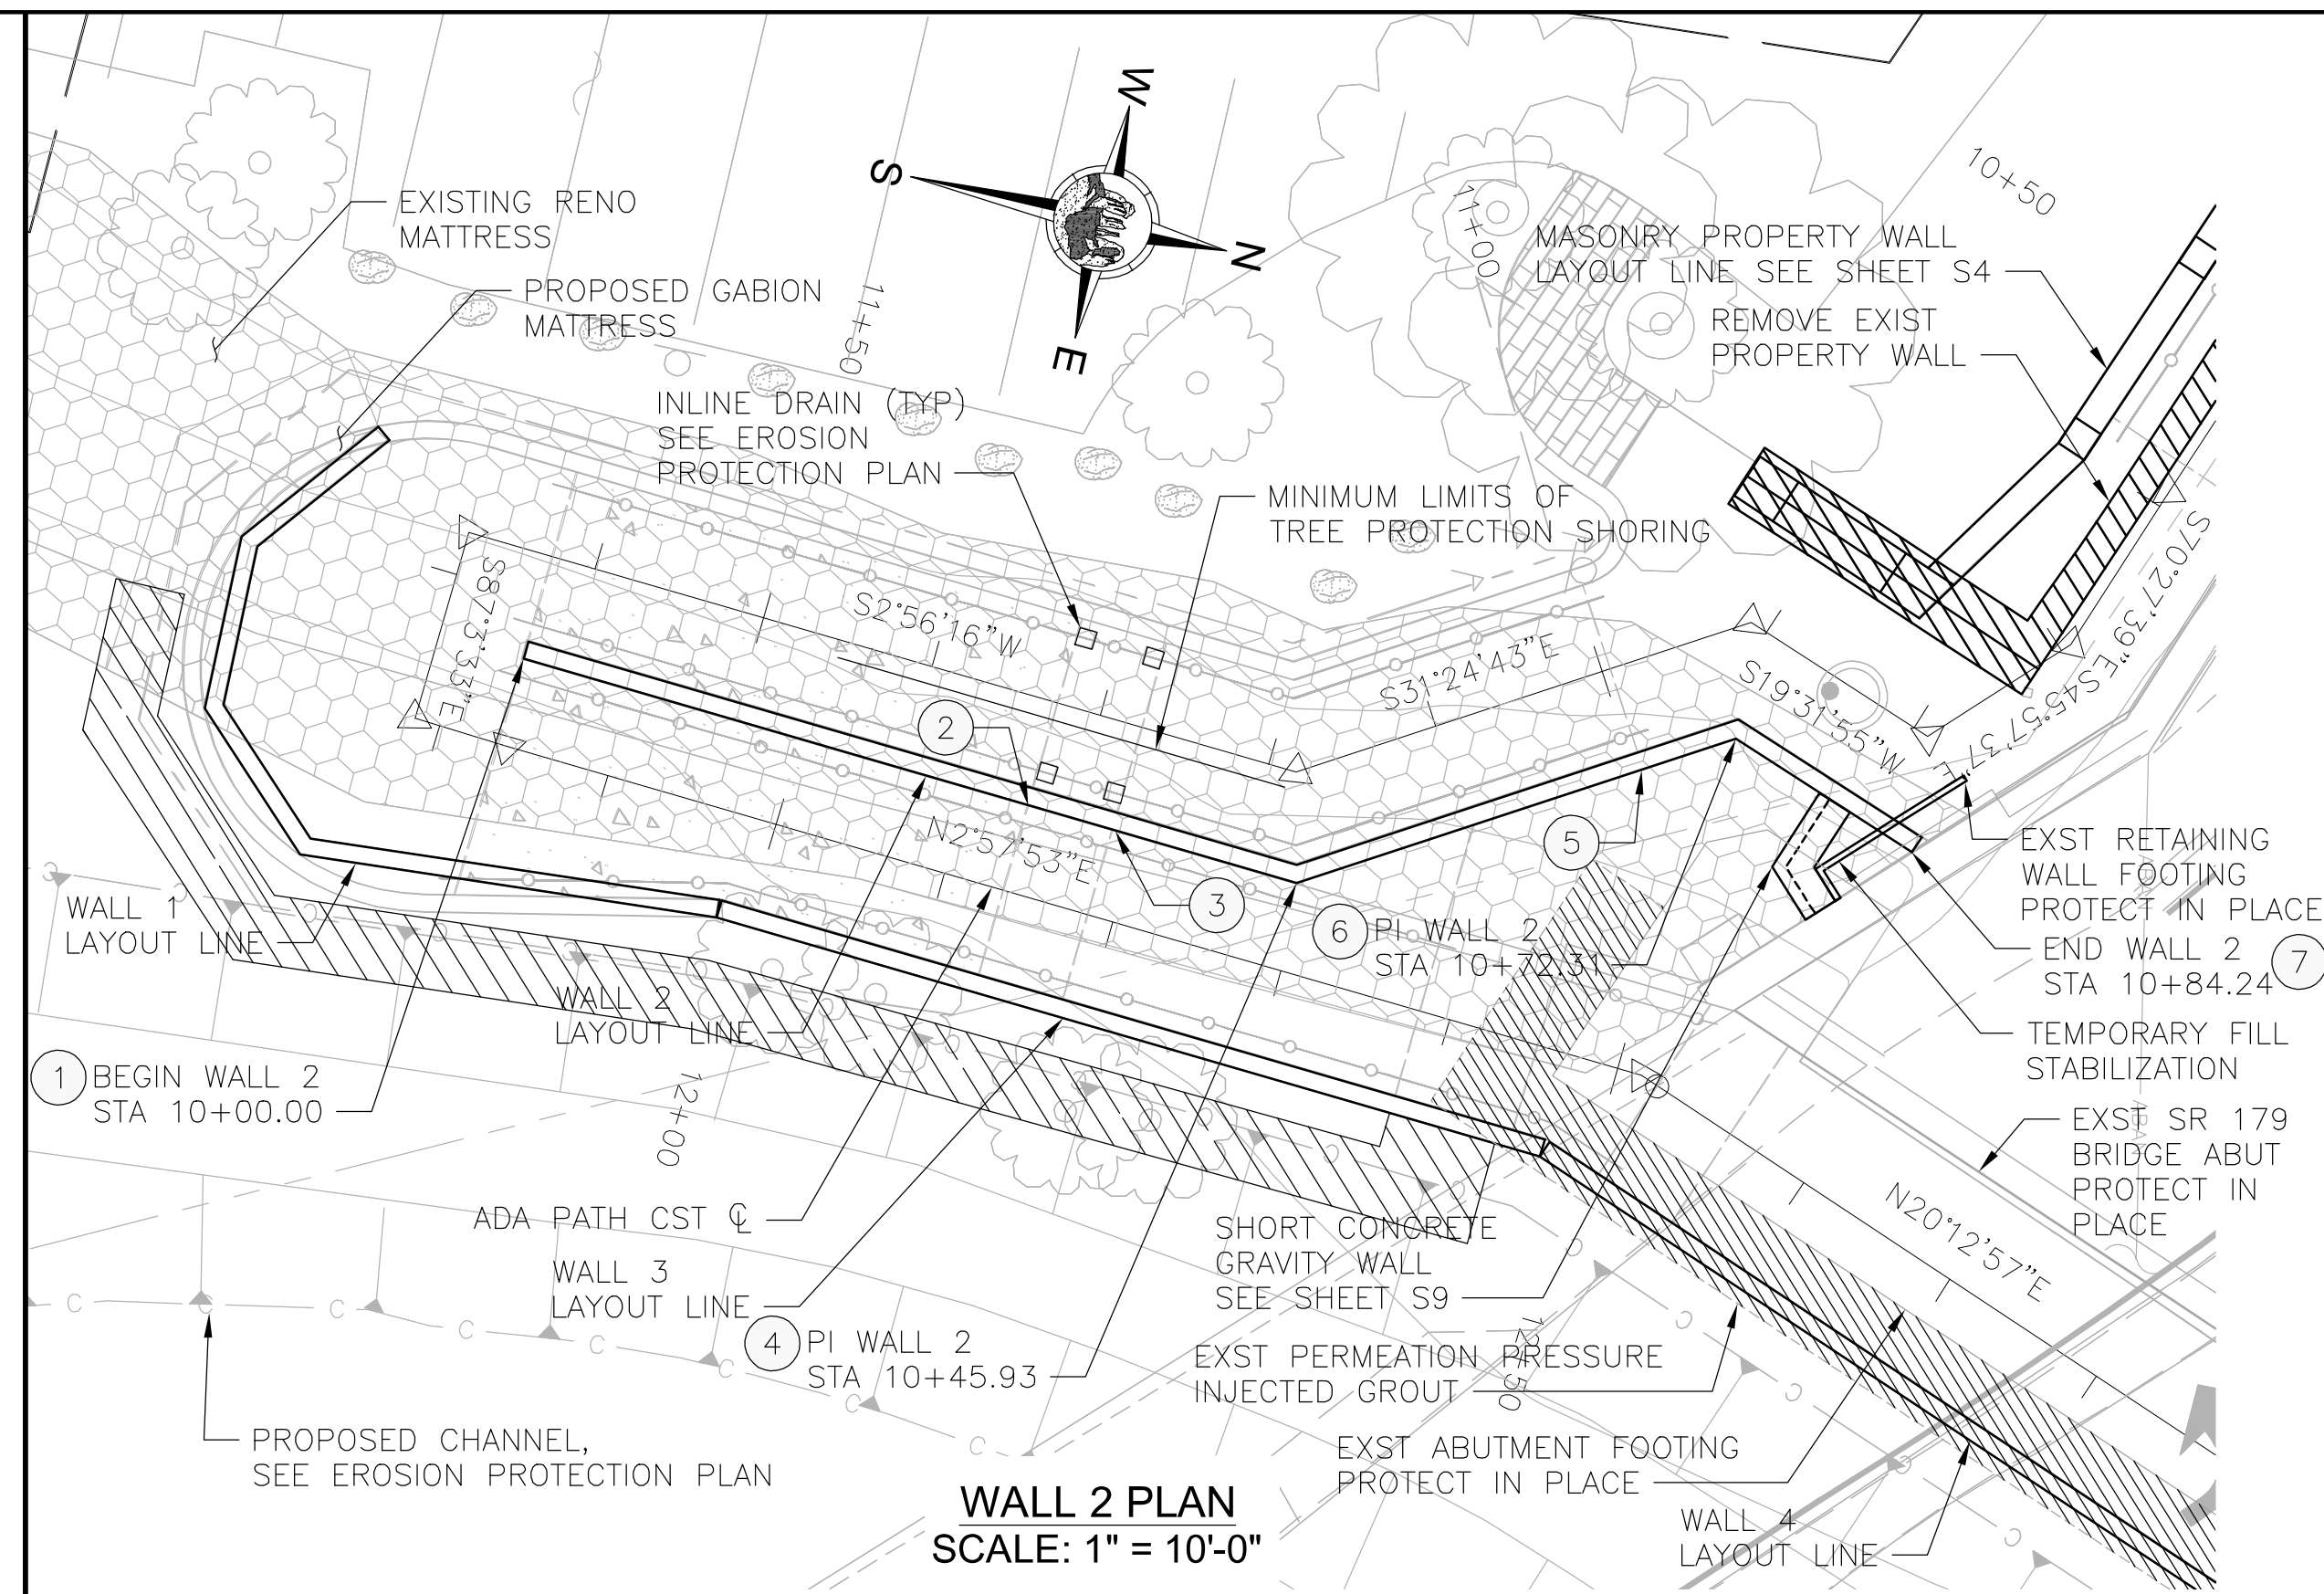 W
S
N
E
EXISTING RENO
MATTRESS
PROPOSED GABION
MATTRESS
11+50
11+00
10+50
MASONRY PROPERTY WALL
LAYOUT LINE SEE SHEET S4
REMOVE EXIST
PROPERTY WALL
INLINE DRAIN (TYP)
SEE EROSION
PROTECTION PLAN
MINIMUM LIMITS OF
TREE PROTECTION SHORING
S87°3'33"E
S2°56'16"W
S31°24'43"E
S19°31'55"W
S70°27'39"E
S45°57'37"E
2
N2°57'53"E
3
5
6 PI WALL 2
STA 10+72.31
EXST RETAINING
WALL FOOTING
PROTECT IN PLACE
END WALL 2 7
STA 10+84.24
TEMPORARY FILL
STABILIZATION
EXST SR 179
BRIDGE ABUT
PROTECT IN
PLACE
WALL 1
LAYOUT LINE
WALL 2
LAYOUT LINE
1 BEGIN WALL 2
STA 10+00.00
12+00
ADA PATH CST ℄
WALL 3
LAYOUT LINE
4 PI WALL 2
STA 10+45.93
SHORT CONCRETE
GRAVITY WALL
SEE SHEET S9
N20°12'57"E
EXST PERMEATION PRESSURE
INJECTED GROUT
12+50
C C C C C C C C
C C C C C C
PROPOSED CHANNEL,
SEE EROSION PROTECTION PLAN
EXST ABUTMENT FOOTING
PROTECT IN PLACE
WALL 4
LAYOUT LINE
WALL 2 PLAN
SCALE: 1" = 10'-0"